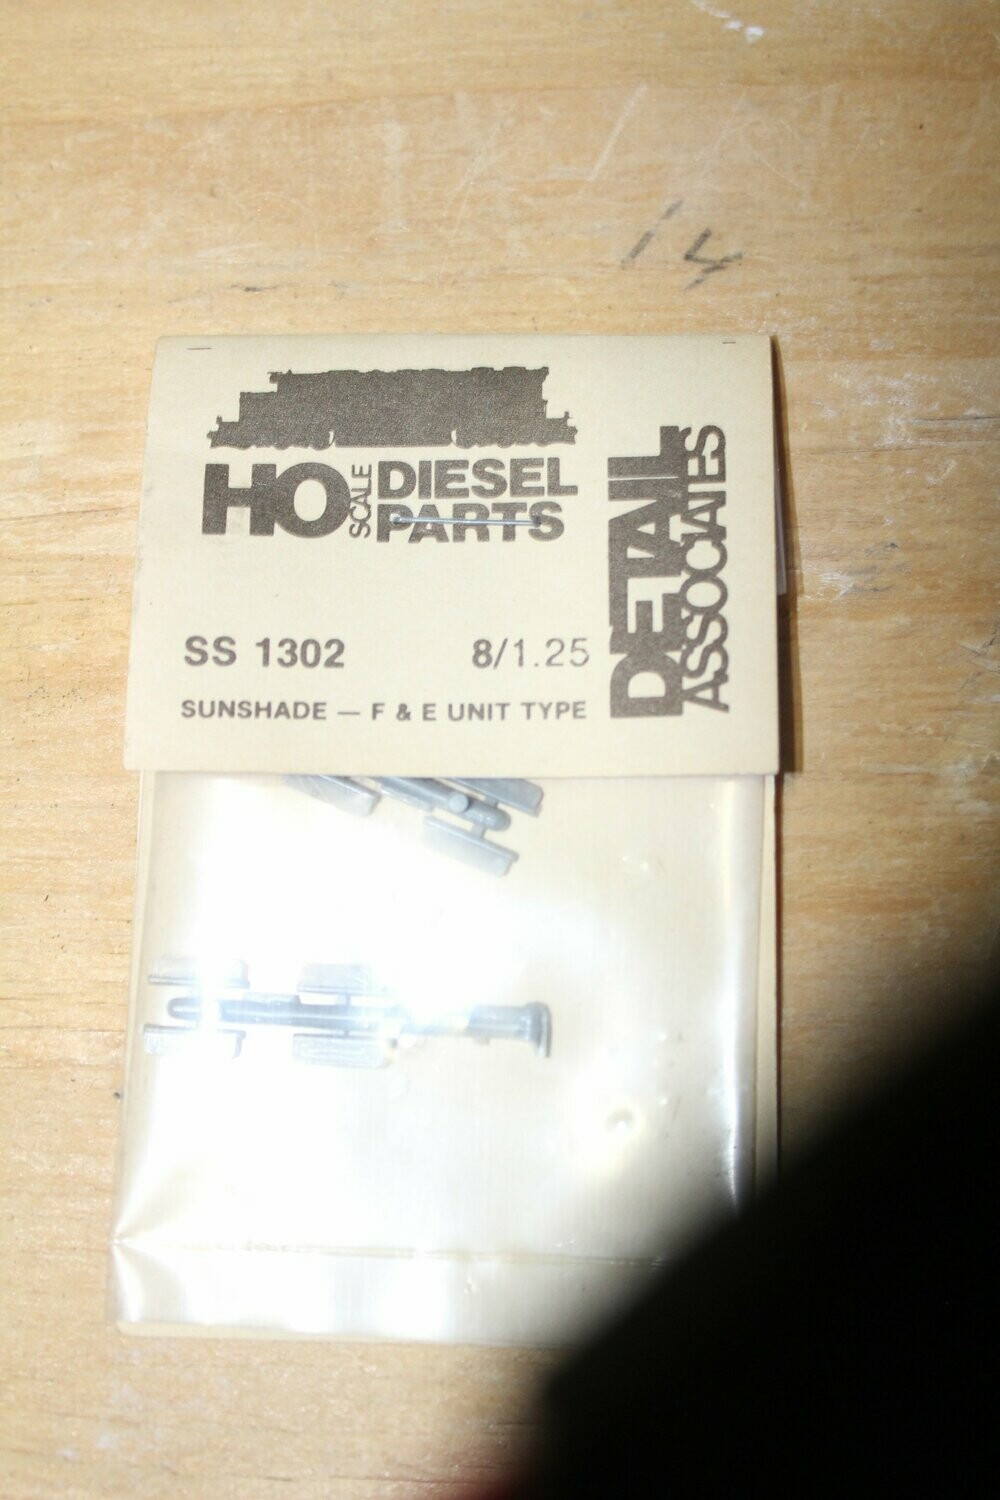 14
HO SCALE DIESEL
PARTS
DETAIL
ASSOCIATES
SS 1302 8/1.25
SUNSHADE — F & E UNIT TYPE